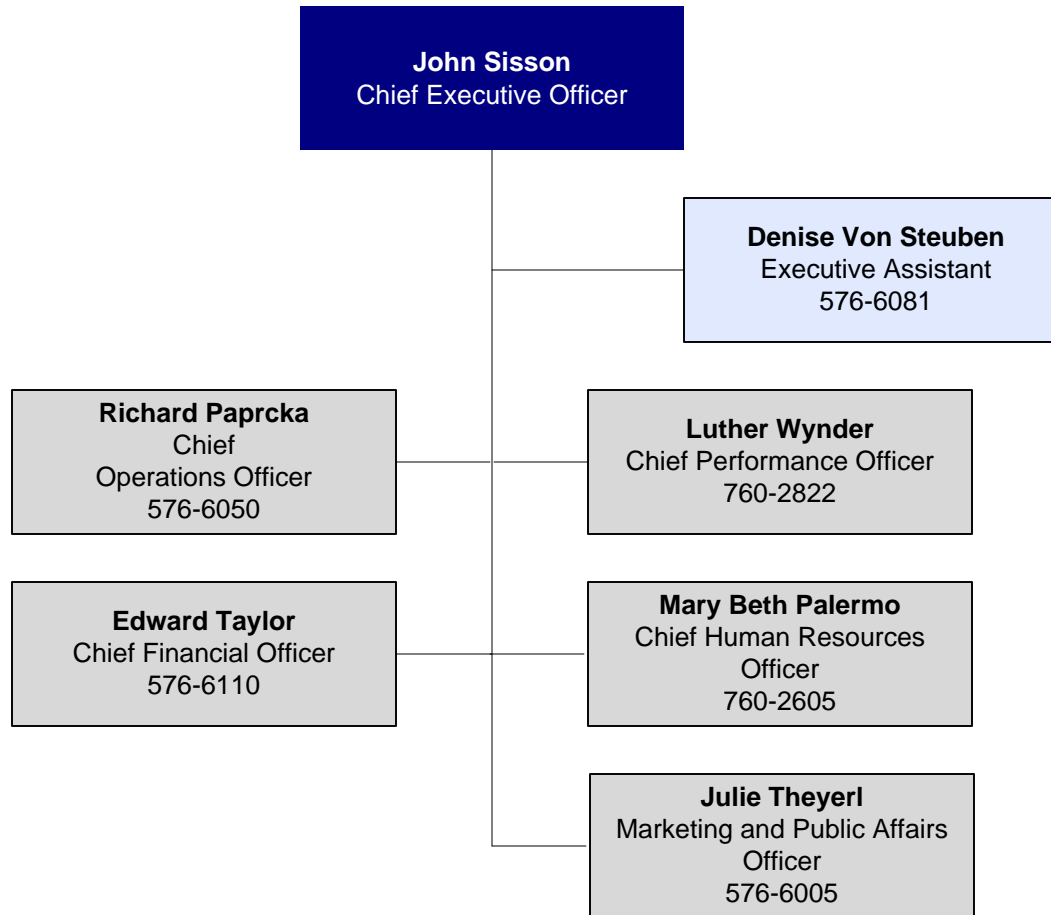 John Sisson
Chief Executive Officer
Denise Von Steuben
Executive Assistant
576-6081
Richard Paprcka
Chief
Operations Officer
576-6050
Luther Wynder
Chief Performance Officer
760-2822
Edward Taylor
Chief Financial Officer
576-6110
Mary Beth Palermo
Chief Human Resources
Officer
760-2605
Julie Theyerl
Marketing and Public Affairs
Officer
576-6005